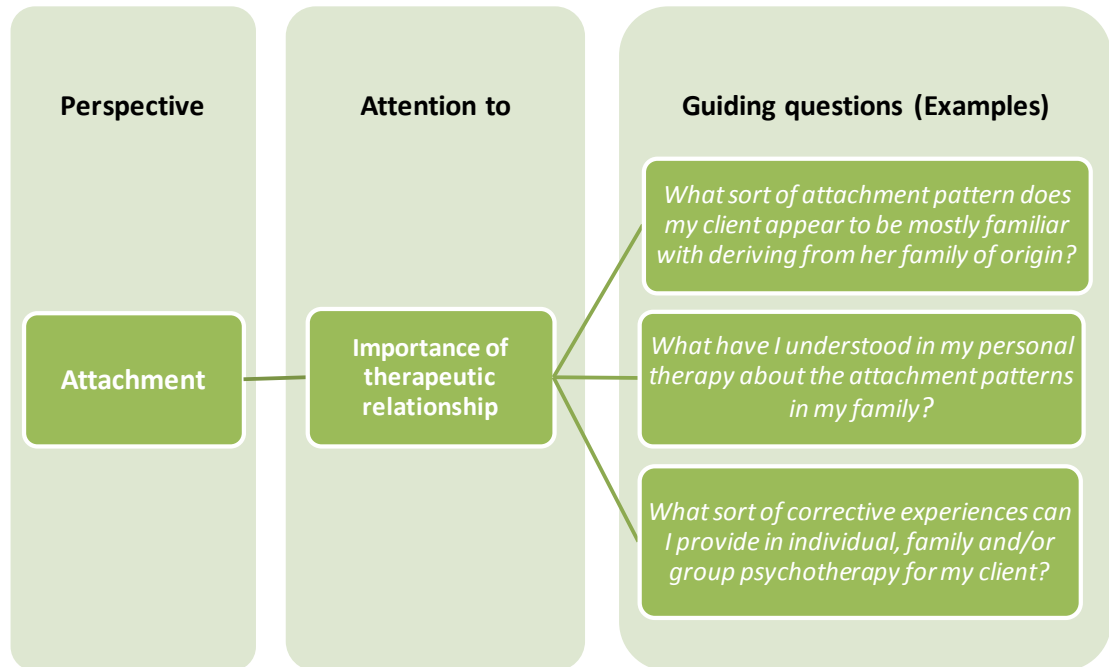 Perspective
Attention to
Guiding questions (Examples)
Attachment
Importance of
therapeutic
relationship
What sort of attachment pattern does
my client appear to be mostly familiar
with deriving from her family of origin?
What have I understood in my personal
therapy about the attachment patterns
in my family?
What sort of corrective experiences can
I provide in individual, family and/or
group psychotherapy for my client?